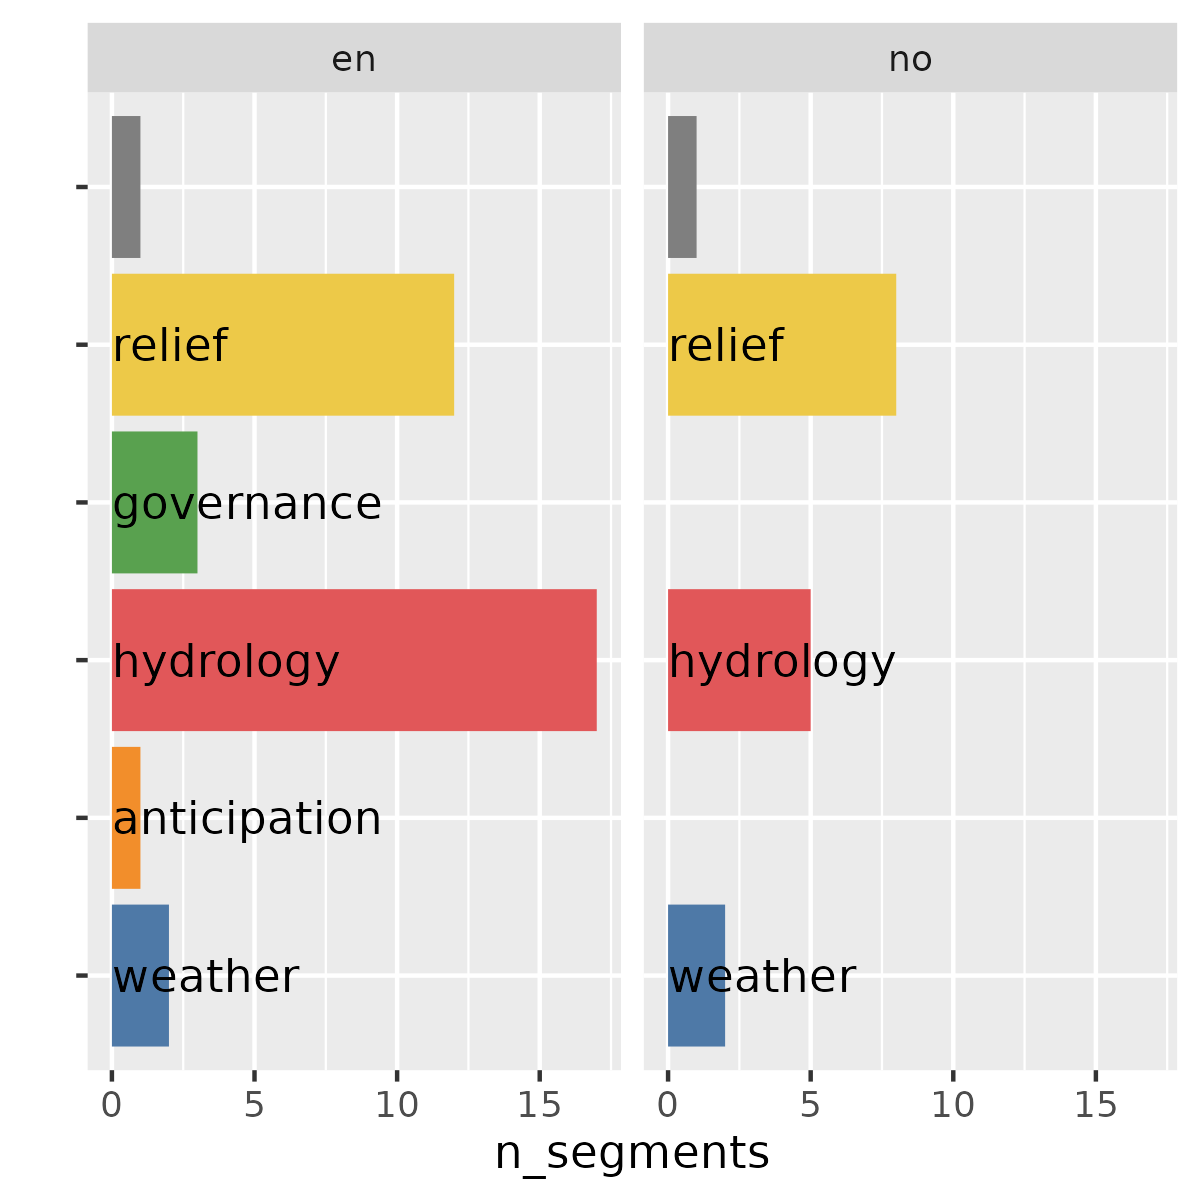 en
no
relief
relief
governance
hydrology
hydrology
anticipation
weather
weather
0 5 10 15
0 5 10 15
n_segments